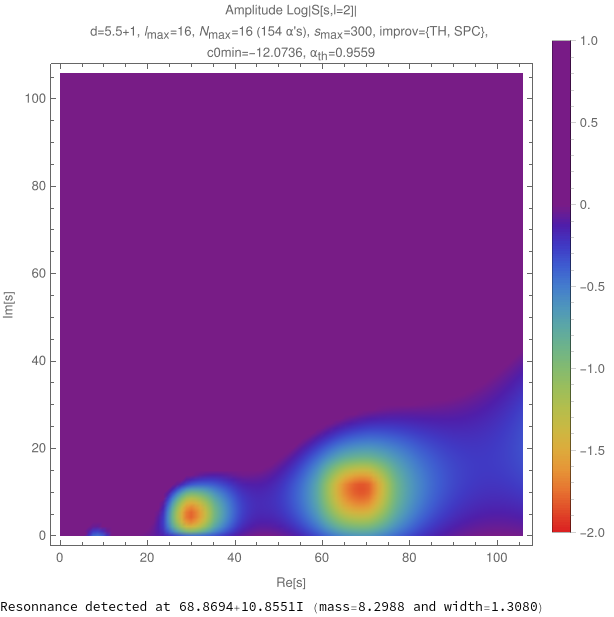 Amplitude Log|S[s,l=2]|
d=5.5+1, lmax=16, Nmax=16 (154 α's), smax=300, improv={TH, SPC},
c0min=−12.0736, αth=0.9559
Im[s]
100
80
60
40
20
0
0 20 40 60 80 100
Re[s]
1.0
0.5
0.
−0.5
−1.0
−1.5
−2.0
Resonnance detected at 68.8694+10.8551I (mass=8.2988 and width=1.3080)